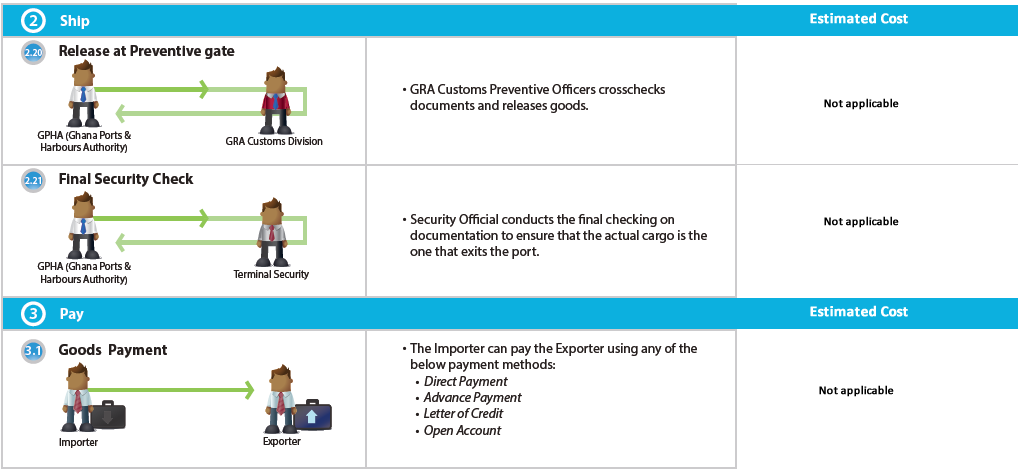 2 Ship Estimated Cost
2.20 Release at Preventive gate
GPHA (Ghana Ports &
Harbours Authority)
GRA Customs Division
• GRA Customs Preventive Officers crosschecks
documents and releases goods.
Not applicable
2.21 Final Security Check
GPHA (Ghana Ports &
Harbours Authority)
Terminal Security
• Security Official conducts the final checking on
documentation to ensure that the actual cargo is the
one that exits the port.
Not applicable
3 Pay Estimated Cost
3.1 Goods Payment
Importer
Exporter
• The Importer can pay the Exporter using any of the
below payment methods:
• Direct Payment
• Advance Payment
• Letter of Credit
• Open Account
Not applicable